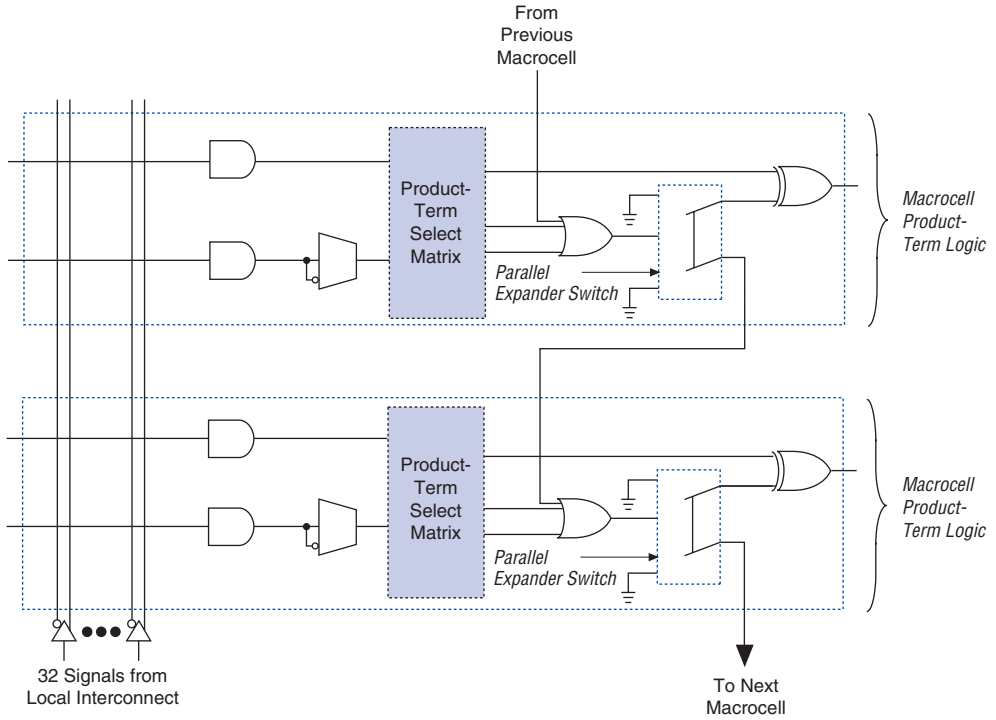 From
Previous
Macrocell
Product-
Term
Select
Matrix
Parallel
Expander Switch
Macrocell
Product-
Term Logic
Product-
Term
Select
Matrix
Parallel
Expander Switch
Macrocell
Product-
Term Logic
32 Signals from
Local Interconnect
To Next
Macrocell